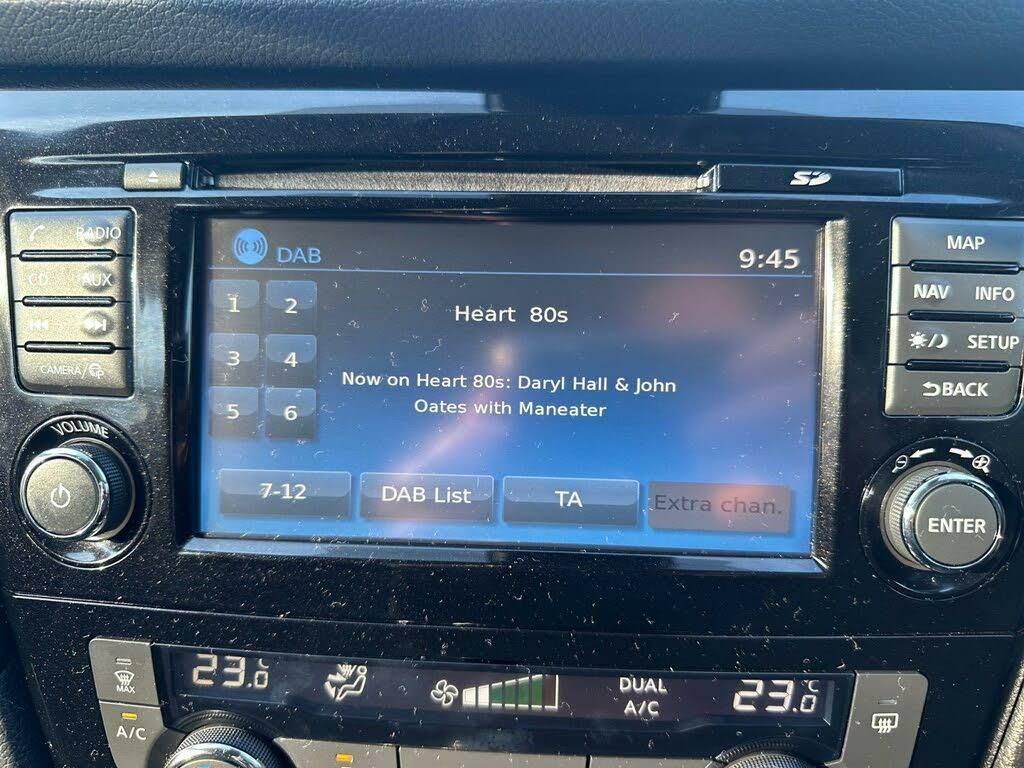 SD
RADIO
CD AUX
CAMERA/
VOLUME
DAB
9:45
1 2
3 4
5 6
Heart 80s
Now on Heart 80s: Daryl Hall & John
Oates with Maneater
7-12
DAB List
TA
Extra chan.
MAP
NAV INFO
SETUP
BACK
ENTER
MAX
A/C
23.0°C
DUAL
A/C
23.0°C